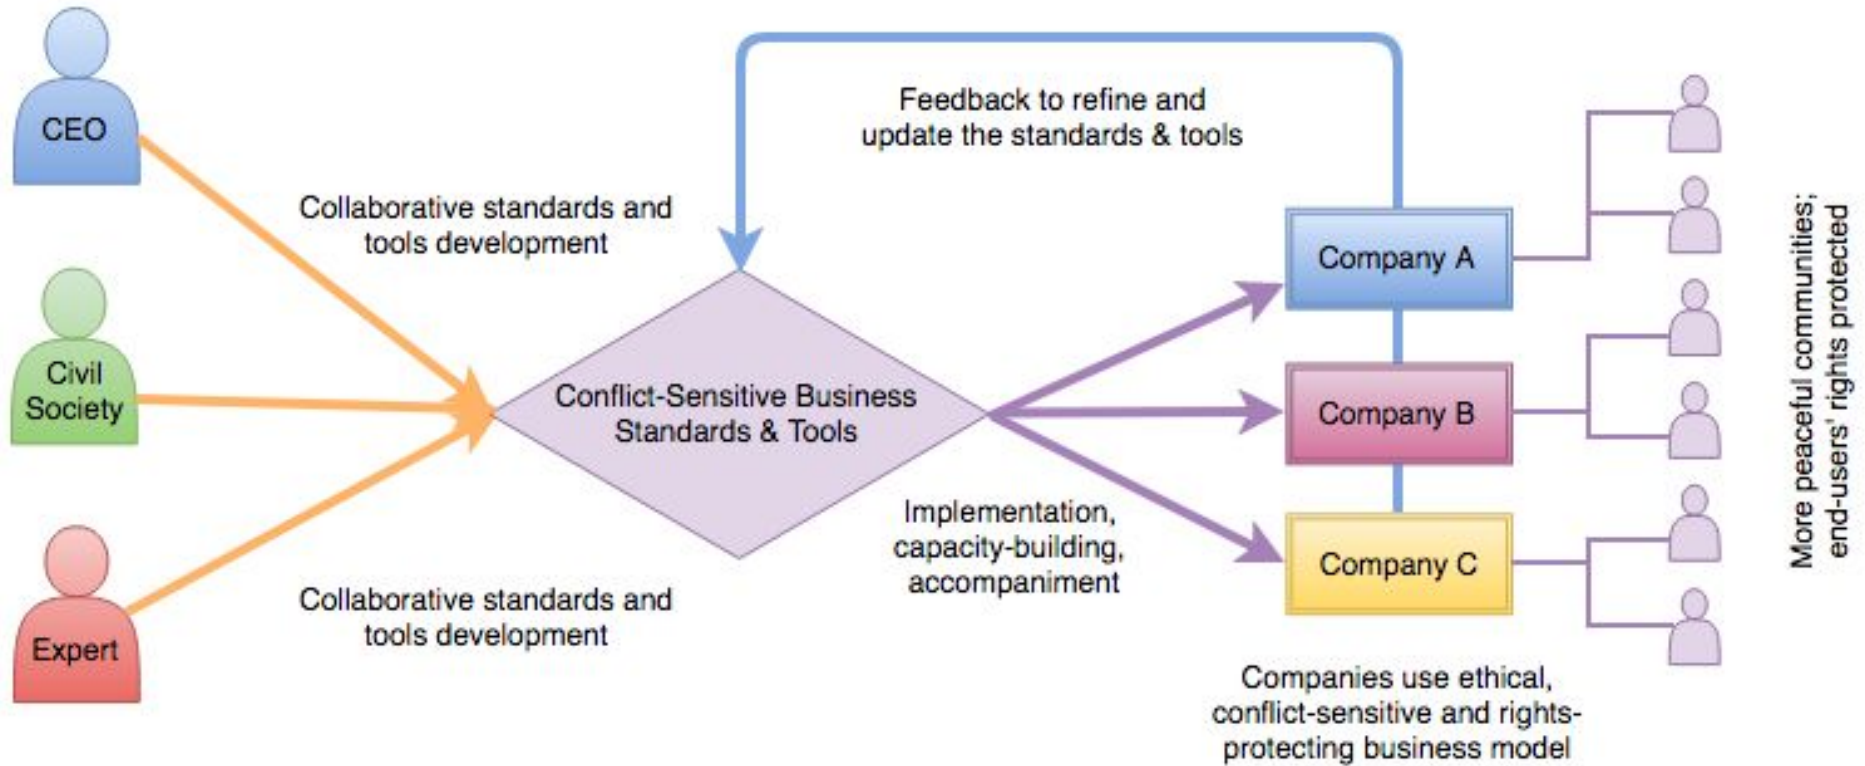 CEO
Collaborative standards and
tools development
Civil
Society
Expert
Collaborative standards and
tools development
Conflict-Sensitive Business
Standards & Tools
Feedback to refine and
update the standards & tools
Implementation,
capacity-building,
accompaniment
Company A
Company B
Company C
Companies use ethical,
conflict-sensitive and rights-
protecting business model
More peaceful communities;
end-users' rights protected